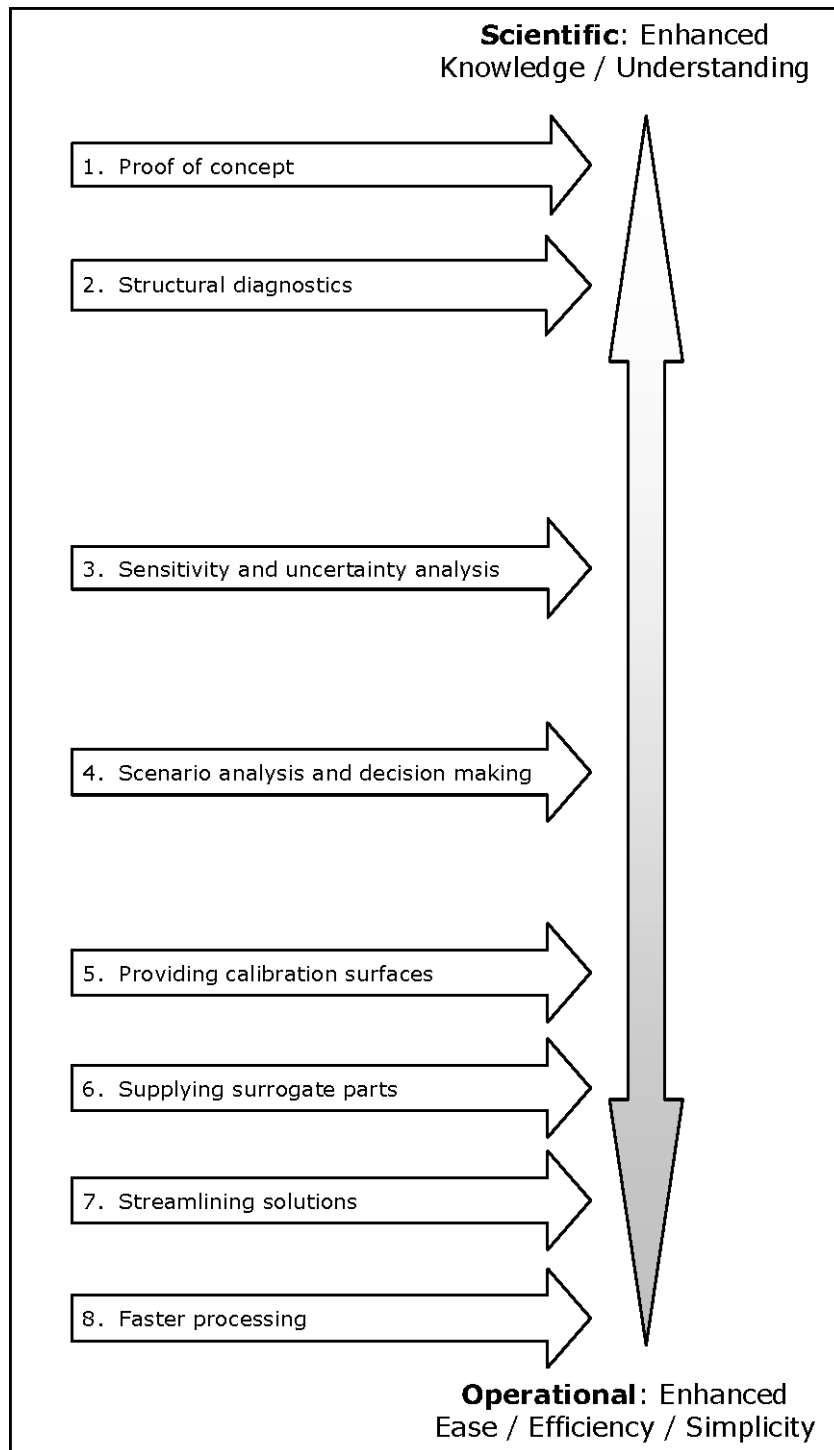 Scientific: Enhanced
Knowledge / Understanding
1. Proof of concept
2. Structural diagnostics
3. Sensitivity and uncertainty analysis
4. Scenario analysis and decision making
5. Providing calibration surfaces
6. Supplying surrogate parts
7. Streamlining solutions
8. Faster processing
Operational: Enhanced
Ease / Efficiency / Simplicity